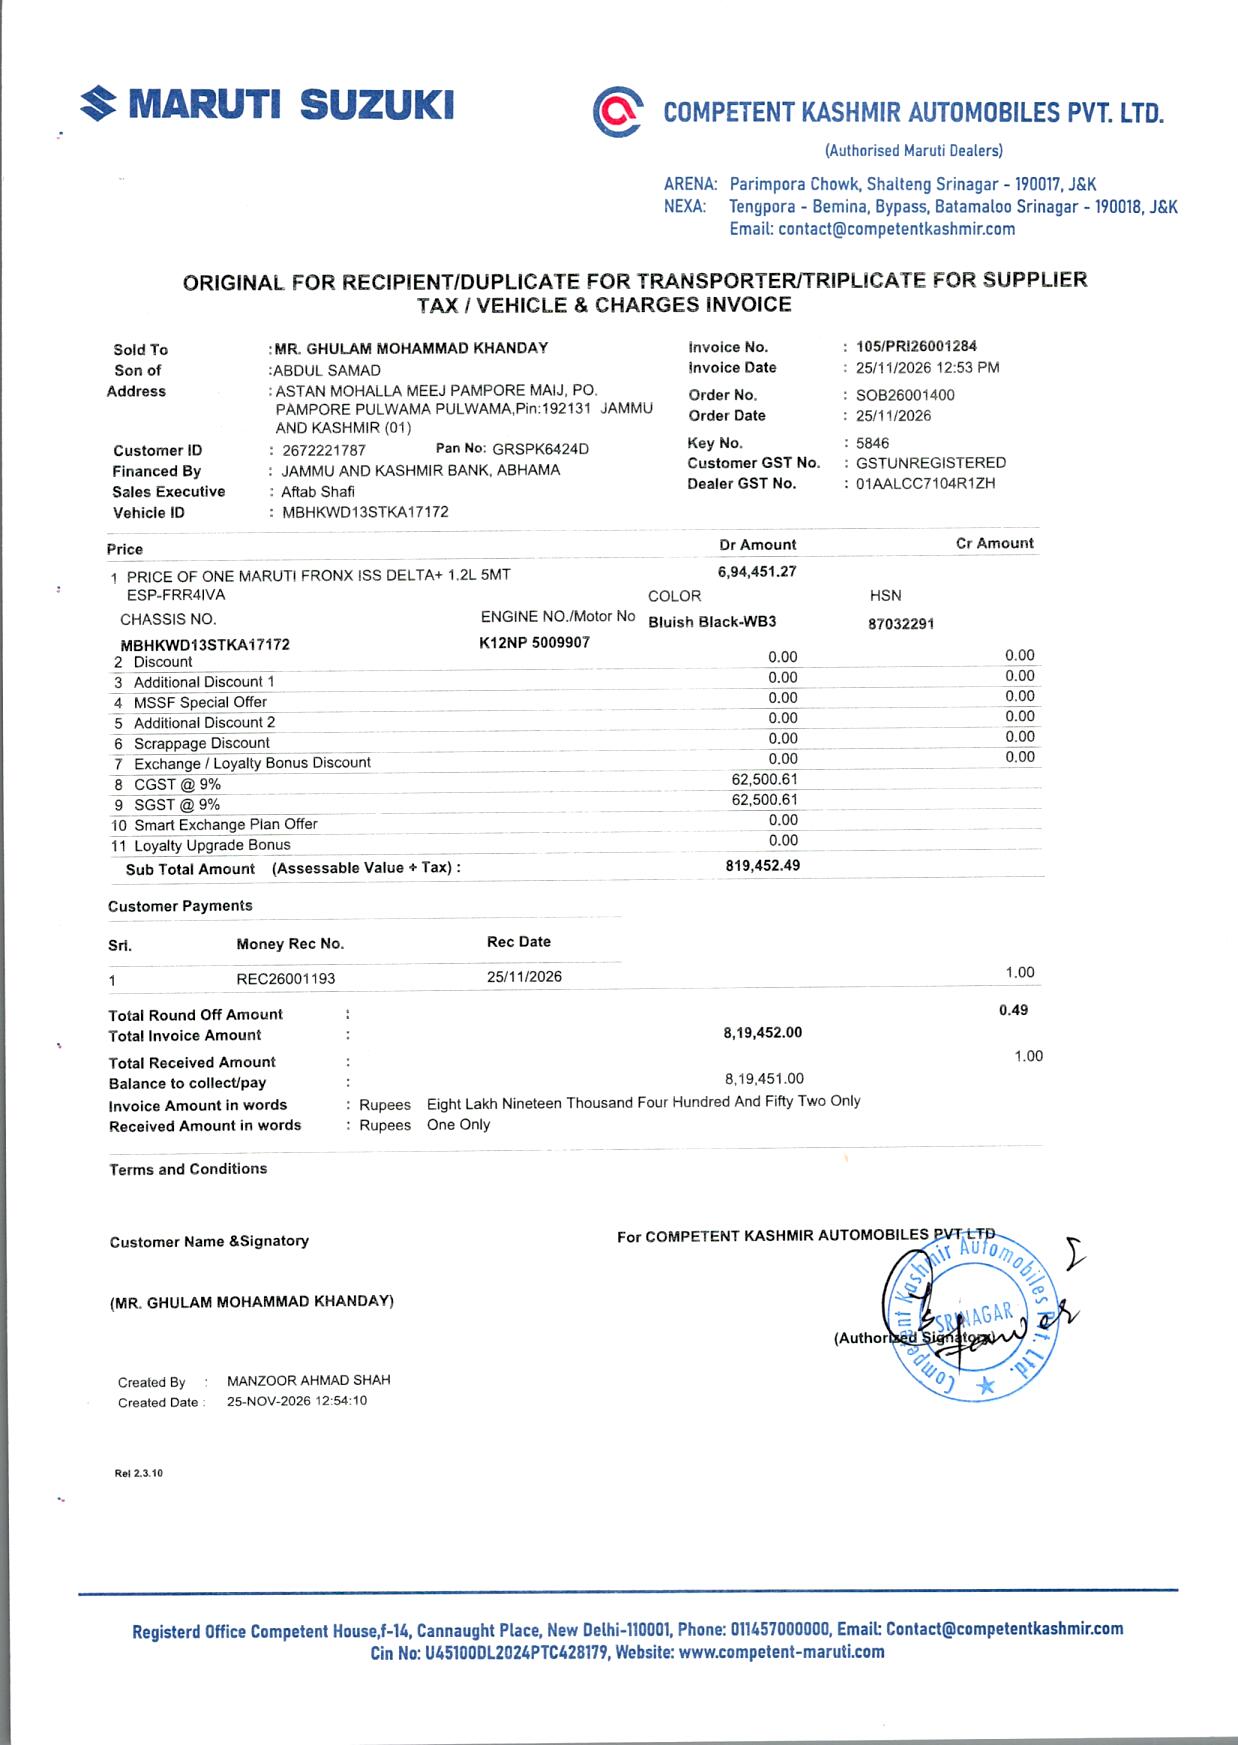 MARUTI SUZUKI
COMPETENT KASHMIR AUTOMOBILES PVT. LTD.
(Authorised Maruti Dealers)
ARENA: Parimpora Chowk, Shalteng Srinagar - 190017, J&K
NEXA: Tengpora - Bemina, Bypass, Batamaloo Srinagar - 190018, J&K
Email: contact@competentkashmir.com
ORIGINAL FOR RECIPIENT/DUPLICATE FOR TRANSPORTER/TRIPLICATE FOR SUPPLIER
TAX / VEHICLE & CHARGES INVOICE
Sold To : MR. GHULAM MOHAMMAD KHANDAY
Son of : ABDUL SAMAD
Address : ASTAN MOHALLA MEEJ PAMPORE MAIJ, PO.
PAMPORE PULWAMA PULWAMA,Pin:192131 JAMMU
AND KASHMIR (01)
Customer ID : 2672221787 Pan No: GRSPK6424D
Financed By : JAMMU AND KASHMIR BANK, ABHAMA
Sales Executive : Aftab Shafi
Vehicle ID : MBHKWD13STKA17172
Invoice No. : 105/PRI26001284
Invoice Date : 25/11/2026 12:53 PM
Order No. : SOB26001400
Order Date : 25/11/2026
Key No. : 5846
Customer GST No. : GSTUNREGISTERED
Dealer GST No. : 01AALCC7104R1ZH
Price Dr Amount Cr Amount
1 PRICE OF ONE MARUTI FRONX ISS DELTA+ 1.2L 5MT 6,94,451.27
ESP-FRR4IVA COLOR HSN
CHASSIS NO. ENGINE NO./Motor No Bluish Black-WB3 87032291
MBHKWD13STKA17172 K12NP 5009907
2 Discount 0.00 0.00
3 Additional Discount 1 0.00 0.00
4 MSSF Special Offer 0.00 0.00
5 Additional Discount 2 0.00 0.00
6 Scrappage Discount 0.00 0.00
7 Exchange / Loyalty Bonus Discount 0.00 0.00
8 CGST @ 9% 62,500.61
9 SGST @ 9% 62,500.61
10 Smart Exchange Plan Offer 0.00
11 Loyalty Upgrade Bonus 0.00
Sub Total Amount (Assessable Value + Tax) : 819,452.49
Customer Payments
Srl. Money Rec No. Rec Date
1 REC26001193 25/11/2026 1.00
Total Round Off Amount : 0.49
Total Invoice Amount : 8,19,452.00
Total Received Amount : 1.00
Balance to collect/pay : 8,19,451.00
Invoice Amount in words : Rupees Eight Lakh Nineteen Thousand Four Hundred And Fifty Two Only
Received Amount in words : Rupees One Only
Terms and Conditions
Customer Name &Signatory
For COMPETENT KASHMIR AUTOMOBILES PVT LTD
(MR. GHULAM MOHAMMAD KHANDAY)
Competent Kashmir Automobiles Pvt. Ltd.
SRINAGAR
(Authorized Signatory)
Created By : MANZOOR AHMAD SHAH
Created Date : 25-NOV-2026 12:54:10
Rel 2.3.10
Registerd Office Competent House,f-14, Cannaught Place, New Delhi-110001, Phone: 011457000000, Email: Contact@competentkashmir.com
Cin No: U45100DL2024PTC428179, Website: www.competent-maruti.com